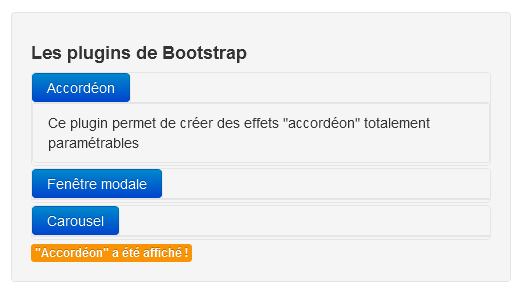 Les plugins de Bootstrap
Accordéon
Ce plugin permet de créer des effets "accordéon" totalement
paramétrables
Fenêtre modale
Carousel
"Accordéon" a été affiché !